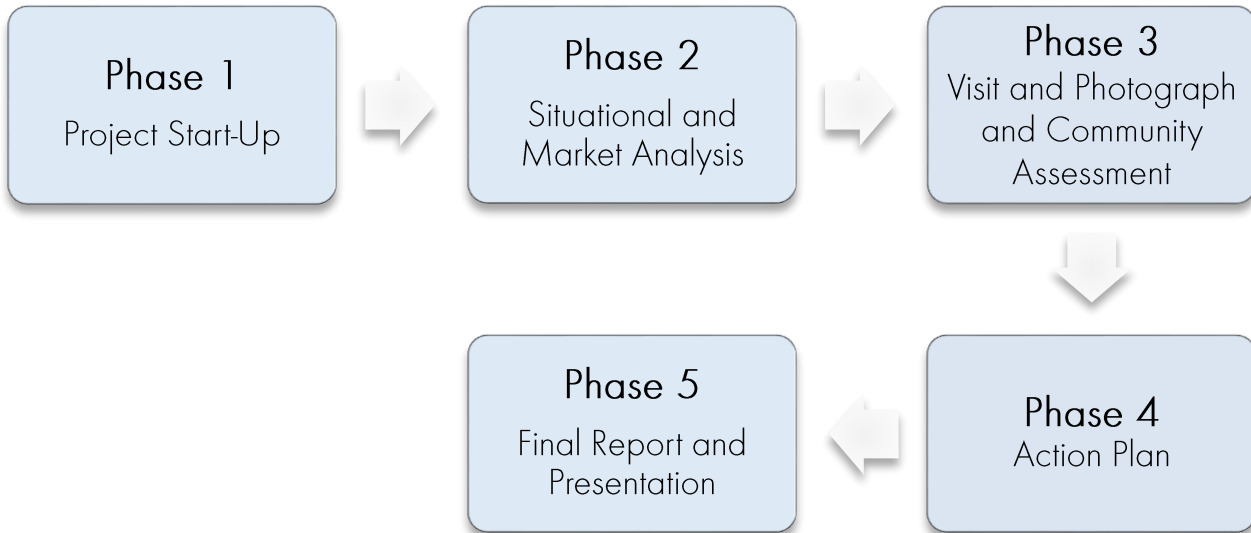 Phase 1
Project Start-Up
Phase 2
Situational and
Market Analysis
Phase 3
Visit and Photograph
and Community
Assessment
Phase 4
Action Plan
Phase 5
Final Report and
Presentation